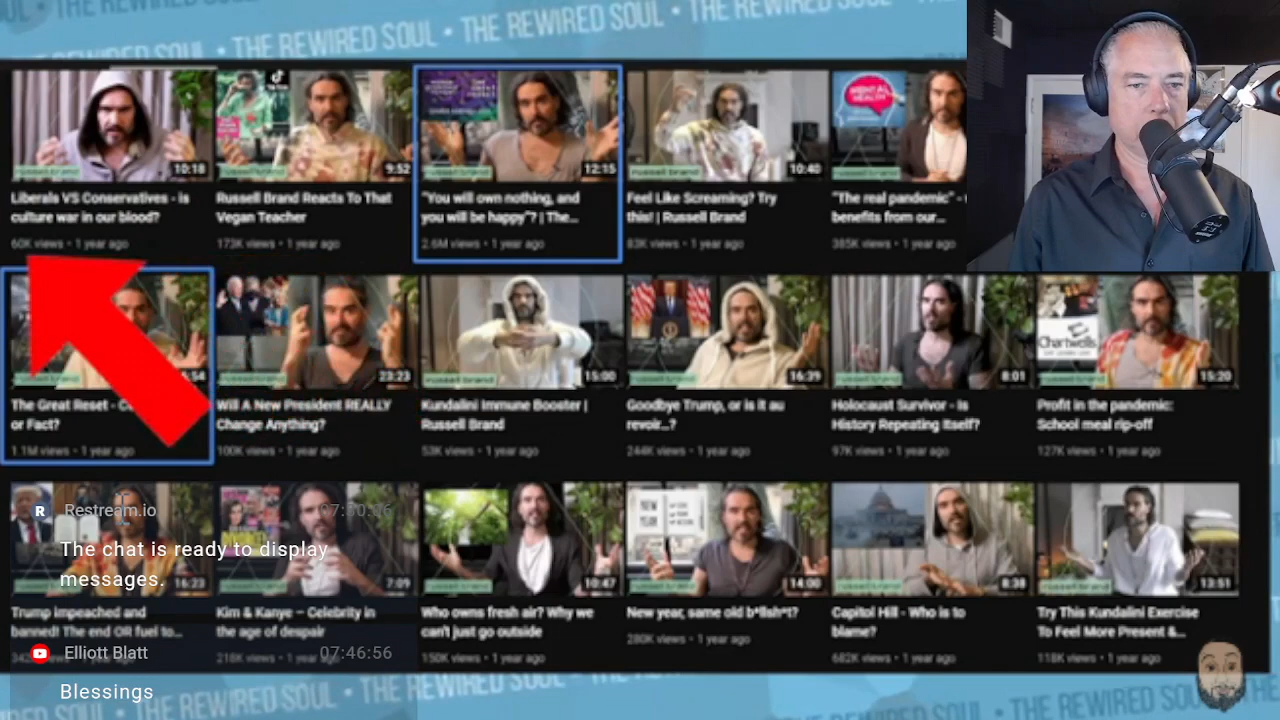 SOUL • THE REWIRED SOUL • THE REWIRED SOUL • THE REWIRED SOUL
10:18
9:52
12:15
10:40
Liberals VS Conservatives - is
culture war in our blood?
60K views • 1 year ago
Russell Brand Reacts To That
Vegan Teacher
173K views • 1 year ago
"You will own nothing, and
you will be happy"? | The...
2.6M views • 1 year ago
Feel Like Screaming? Try
this! | Russell Brand
83K views • 1 year ago
MENTAL HEALTH
"The real pandemic" -
benefits from our...
385K views • 1 year ago
23:23
15:00
16:39
8:01
Chartwells
15:20
The Great Reset - C
or Fact?
1.1M views • 1 year ago
Will A New President REALLY
Change Anything?
100K views • 1 year ago
Kundalini Immune Booster |
Russell Brand
53K views • 1 year ago
Goodbye Trump, or is it au
revoir...?
244K views • 1 year ago
Holocaust Survivor - Is
History Repeating Itself?
97K views • 1 year ago
Profit in the pandemic:
School meal rip-off
127K views • 1 year ago
R Restream.io 07:30:26
The chat is ready to display
messages.
16:23
7:09
10:47
14:00
8:38
13:51
Trump impeached and
banned! The end OR fuel to...
Kim & Kanye – Celebrity in
the age of despair
218K views • 1 year ago
Who owns fresh air? Why we
can't just go outside
150K views • 1 year ago
New year, same old b*llsh*t?
280K views • 1 year ago
Capitol Hill - Who is to
blame?
682K views • 1 year ago
Try This Kundalini Exercise
To Feel More Present &...
118K views • 1 year ago
Elliott Blatt 07:46:56
Blessings
THE REWIRED SOUL • THE REWIRED SOUL